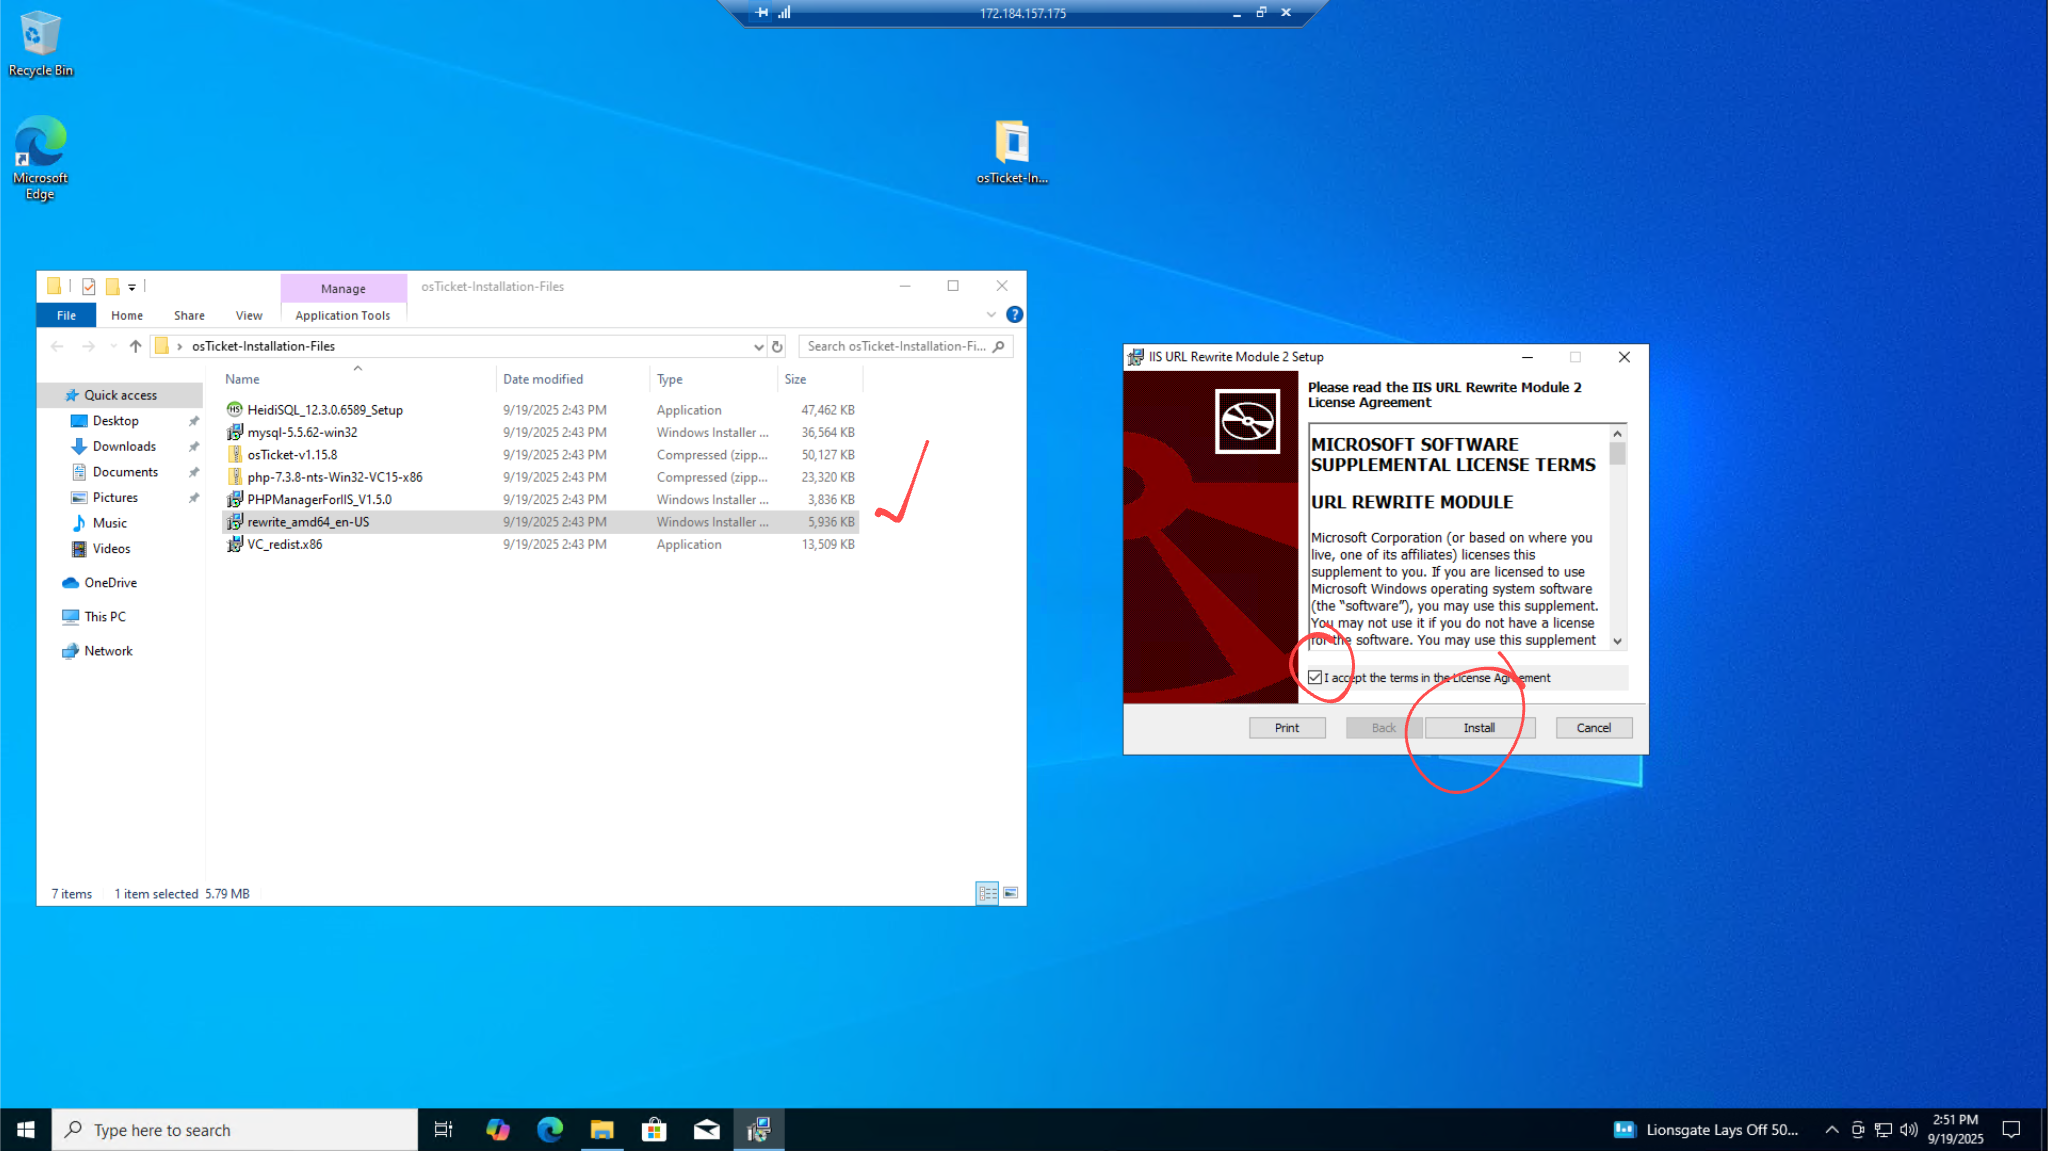 172.184.157.175
Recycle Bin
Microsoft
Edge
osTicket-In...
Manage
osTicket-Installation-Files
File
Home
Share
View
Application Tools
osTicket-Installation-Files
Search osTicket-Installation-Fi...
Name
Date modified
Type
Size
Quick access
Desktop
Downloads
Documents
Pictures
Music
Videos
OneDrive
This PC
Network
HeidiSQL_12.3.0.6589_Setup 9/19/2025 2:43 PM Application 47,462 KB
mysql-5.5.62-win32 9/19/2025 2:43 PM Windows Installer ... 36,564 KB
osTicket-v1.15.8 9/19/2025 2:43 PM Compressed (zipp... 50,127 KB
php-7.3.8-nts-Win32-VC15-x86 9/19/2025 2:43 PM Compressed (zipp... 23,320 KB
PHPManagerForIIS_V1.5.0 9/19/2025 2:43 PM Windows Installer ... 3,836 KB
rewrite_amd64_en-US 9/19/2025 2:43 PM Windows Installer ... 5,936 KB
VC_redist.x86 9/19/2025 2:43 PM Application 13,509 KB
7 items 1 item selected 5.79 MB
IIS URL Rewrite Module 2 Setup
Please read the IIS URL Rewrite Module 2
License Agreement
MICROSOFT SOFTWARE
SUPPLEMENTAL LICENSE TERMS
URL REWRITE MODULE
Microsoft Corporation (or based on where you
live, one of its affiliates) licenses this
supplement to you. If you are licensed to use
Microsoft Windows operating system software
(the “software”), you may use this supplement.
You may not use it if you do not have a license
for the software. You may use this supplement
I accept the terms in the License Agreement
Print
Back
Install
Cancel
Type here to search
Lionsgate Lays Off 50...
2:51 PM
9/19/2025